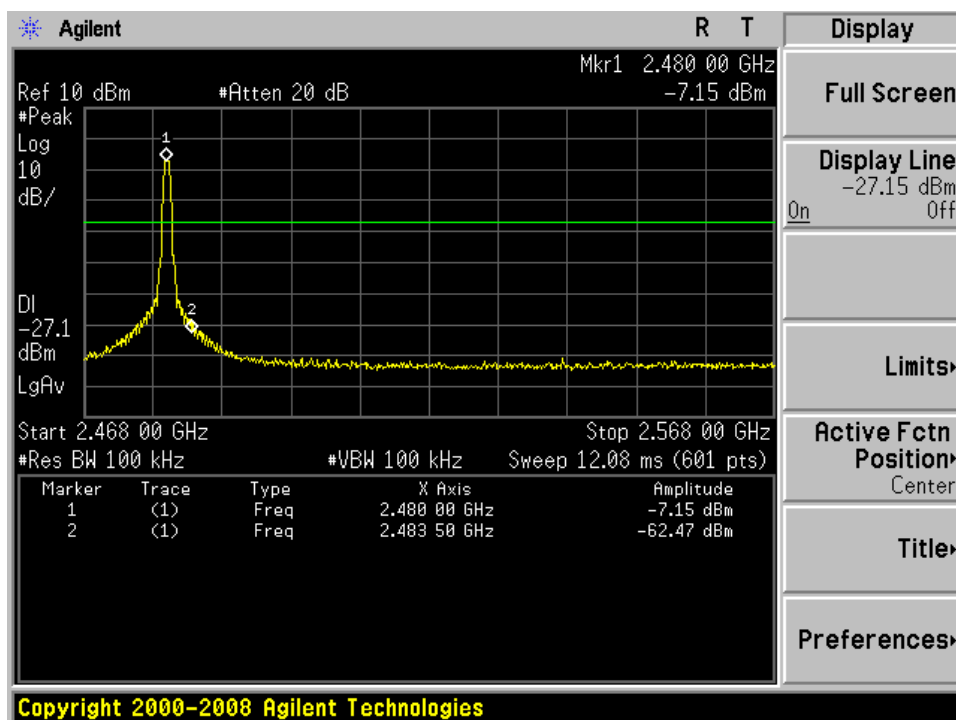 Agilent R T
Mkr1 2.480 00 GHz
Ref 10 dBm #Atten 20 dB -7.15 dBm
#Peak
Log
10
dB/
1
2
DI
-27.1
dBm
LgAv
Start 2.468 00 GHz Stop 2.568 00 GHz
#Res BW 100 kHz #VBW 100 kHz Sweep 12.08 ms (601 pts)
Marker Trace Type X Axis Amplitude
1 (1) Freq 2.480 00 GHz -7.15 dBm
2 (1) Freq 2.483 50 GHz -62.47 dBm
Display
Full Screen
Display Line
-27.15 dBm
On Off
Limits
Active Fctn
Position
Center
Title
Preferences
Copyright 2000-2008 Agilent Technologies